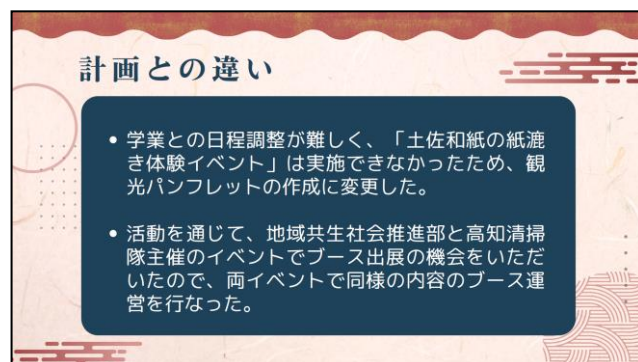 計画との違い
• 学業との日程調整が難しく、「土佐和紙の紙漉
き体験イベント」は実施できなかったため、観
光パンフレットの作成に変更した。
• 活動を通じて、地域共生社会推進部と高知清掃
隊主催のイベントでブース出展の機会をいただ
いたので、両イベントで同様の内容のブース運
営を行なった。